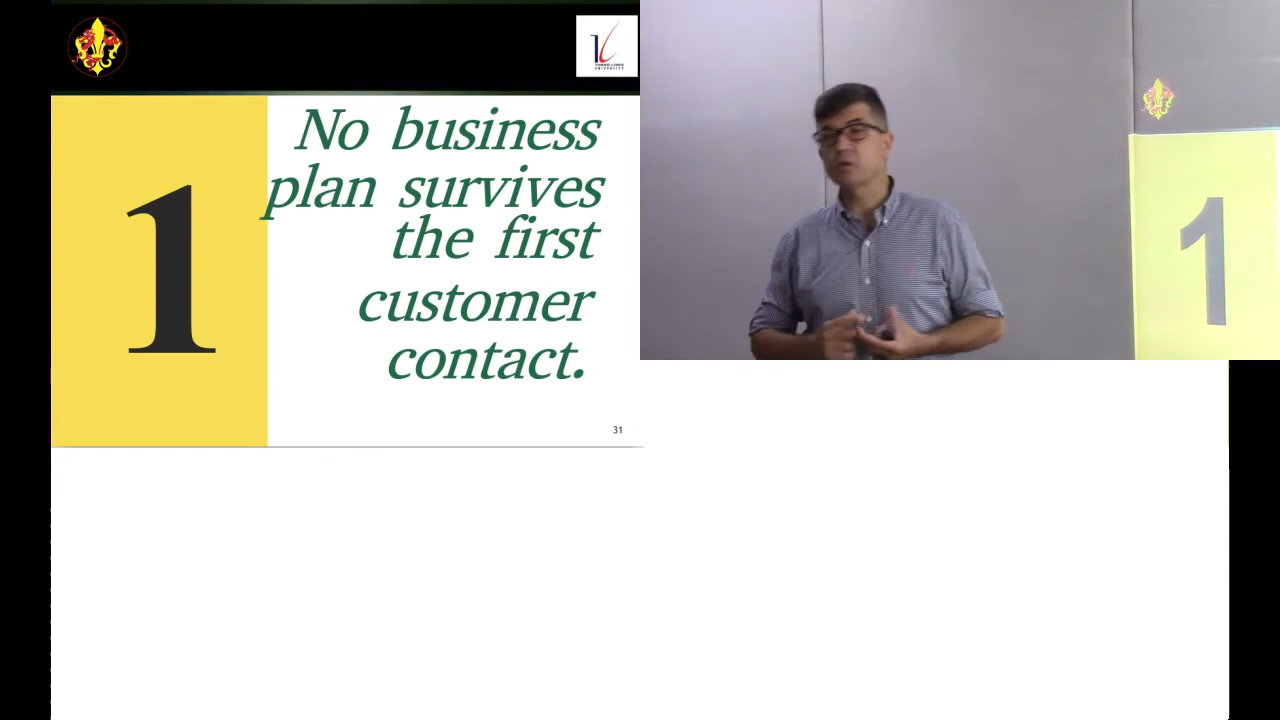 1
No business
plan survives
the first
customer
contact.
31
1